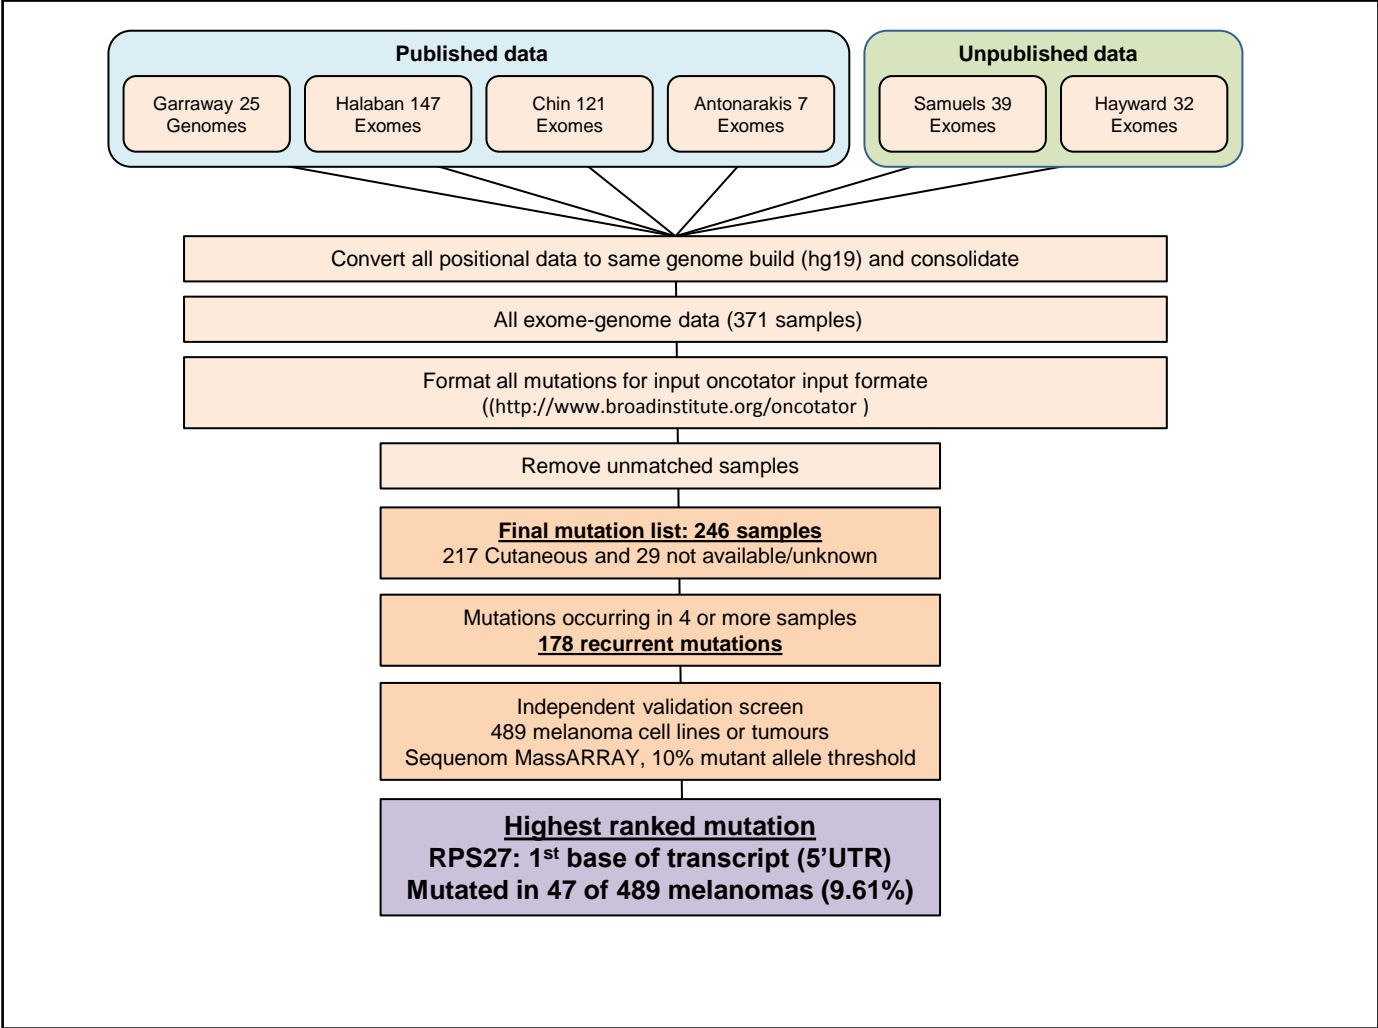 Published data
Unpublished data
Garraway 25
Genomes
Halaban 147
Exomes
Chin 121
Exomes
Antonarakis 7
Exomes
Samuels 39
Exomes
Hayward 32
Exomes
Convert all positional data to same genome build (hg19) and consolidate
All exome-genome data (371 samples)
Format all mutations for input oncotator input formate
((http://www.broadinstitute.org/oncotator )
Remove unmatched samples
Final mutation list: 246 samples
217 Cutaneous and 29 not available/unknown
Mutations occurring in 4 or more samples
178 recurrent mutations
Independent validation screen
489 melanoma cell lines or tumours
Sequenom MassARRAY, 10% mutant allele threshold
Highest ranked mutation
RPS27: 1st base of transcript (5’UTR)
Mutated in 47 of 489 melanomas (9.61%)